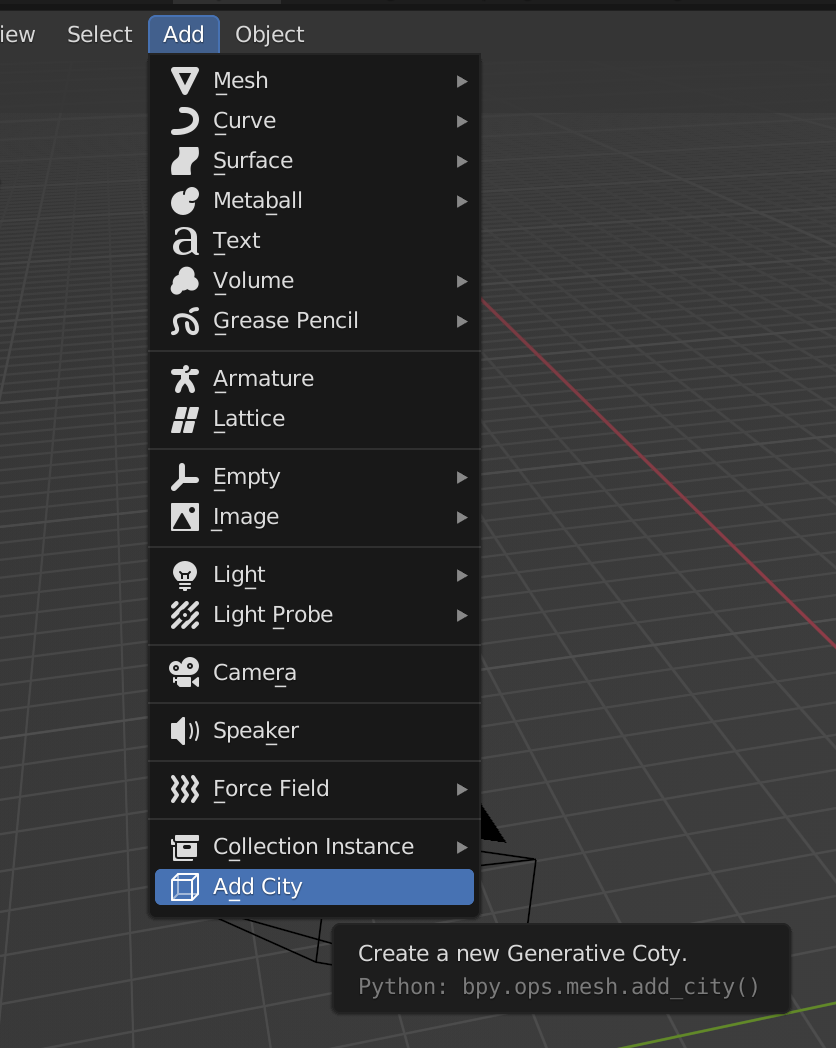 iew Select Add Object
Mesh
Curve
Surface
Metaball
Text
Volume
Grease Pencil
Armature
Lattice
Empty
Image
Light
Light Probe
Camera
Speaker
Force Field
Collection Instance
Add City
Create a new Generative Coty.
Python: bpy.ops.mesh.add_city()